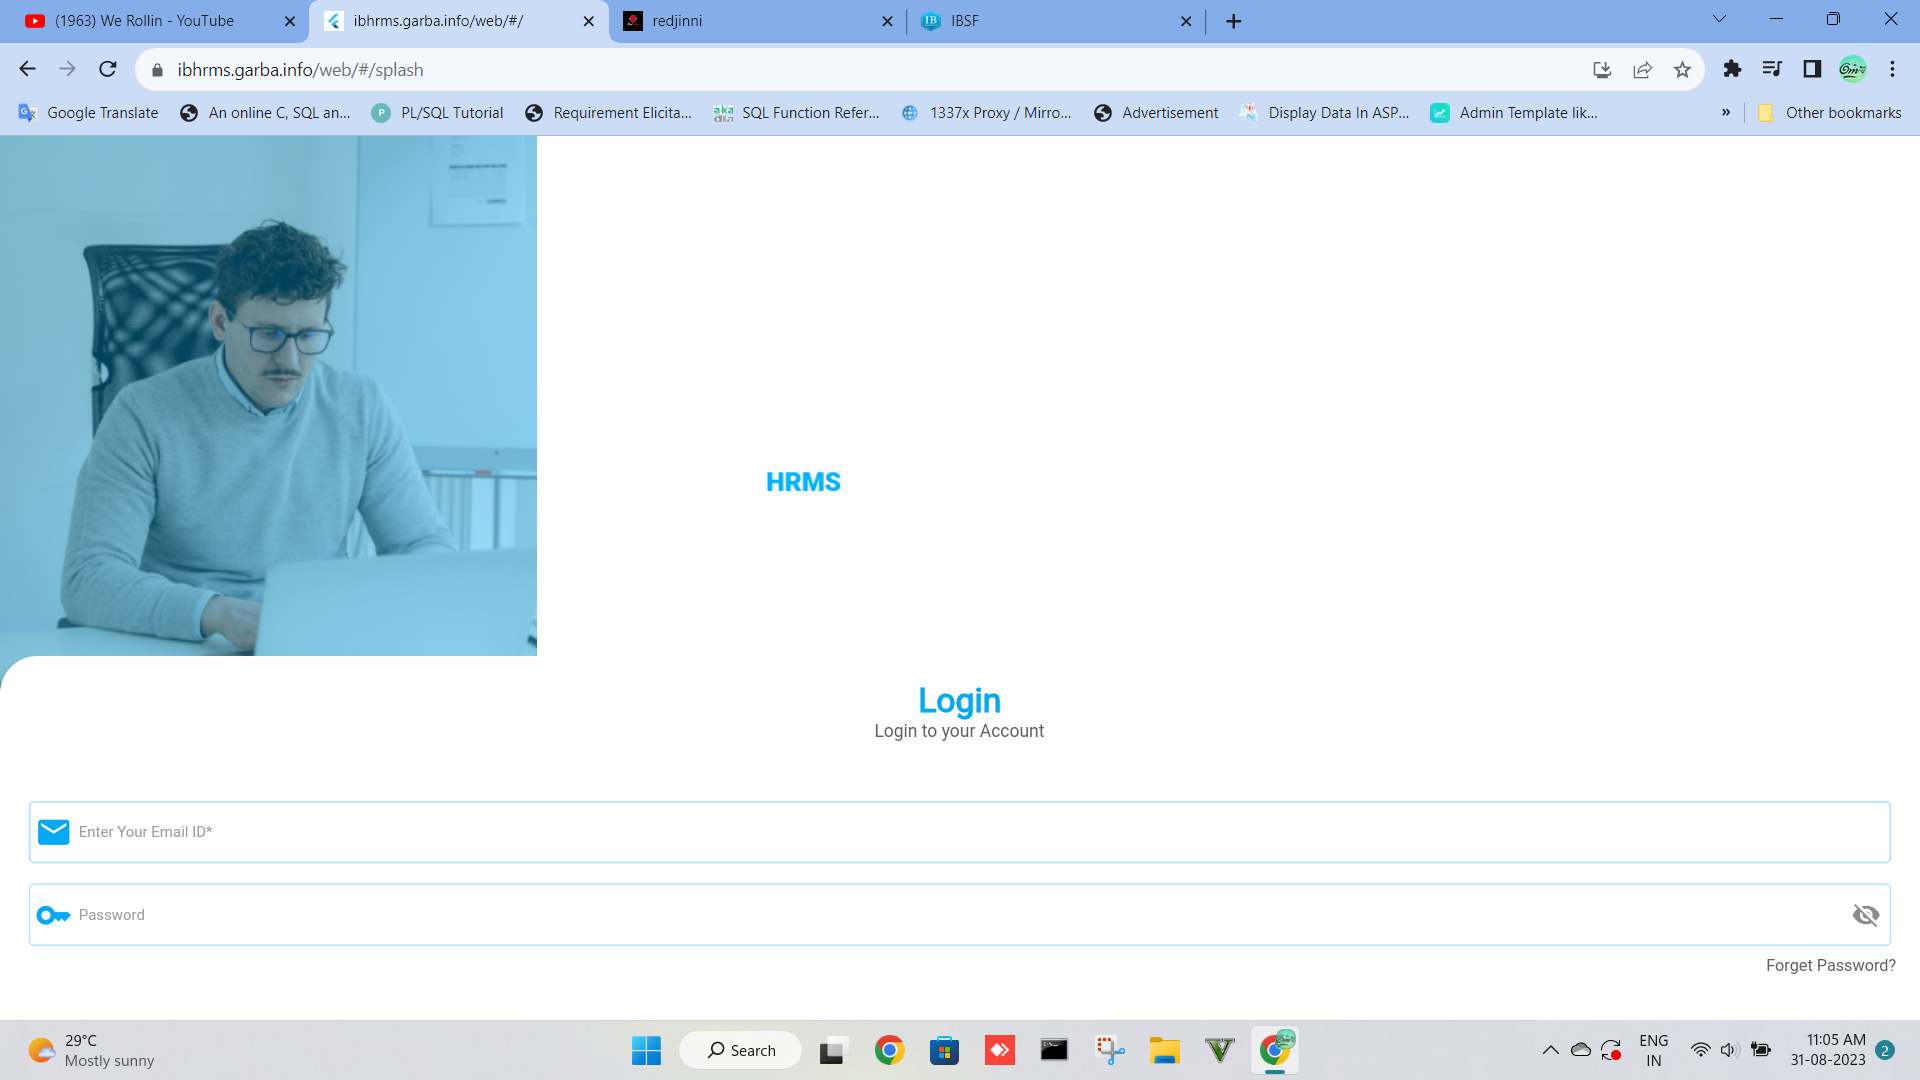 (1963) We Rollin - YouTube
ibhrms.garba.info/web/#/
redjinni
IB IBSF
ibhrms.garba.info/web/#/splash
Google Translate
An online C, SQL an...
P PL/SQL Tutorial
Requirement Elicita...
aka SQL Function Refer...
1337x Proxy / Mirro...
Advertisement
Display Data In ASP...
Admin Template lik...
»
Other bookmarks
HRMS
Login
Login to your Account
Enter Your Email ID*
Password
Forget Password?
29°C
Mostly sunny
Search
ENG
IN
11:05 AM
31-08-2023
2